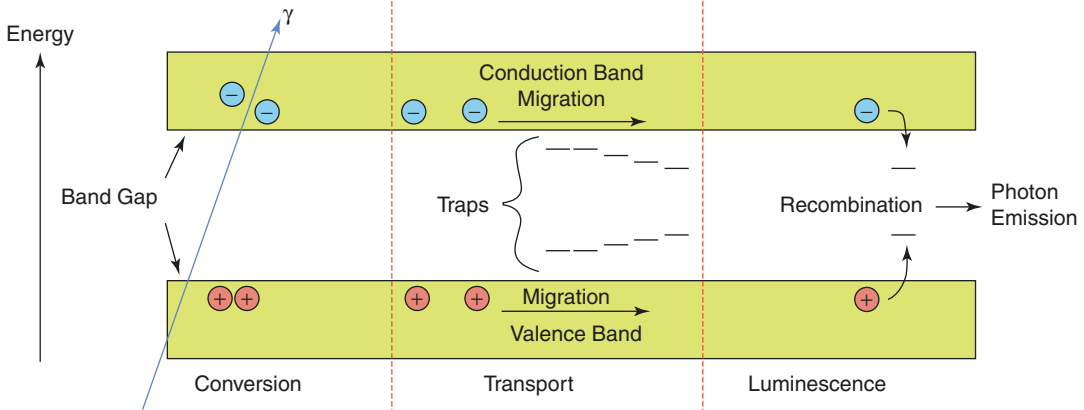 γ
Energy
Conduction Band
Migration
− − − − −
Band Gap
Traps
Recombination
Photon
Emission
+ + + + +
Migration
Valence Band
Conversion
Transport
Luminescence